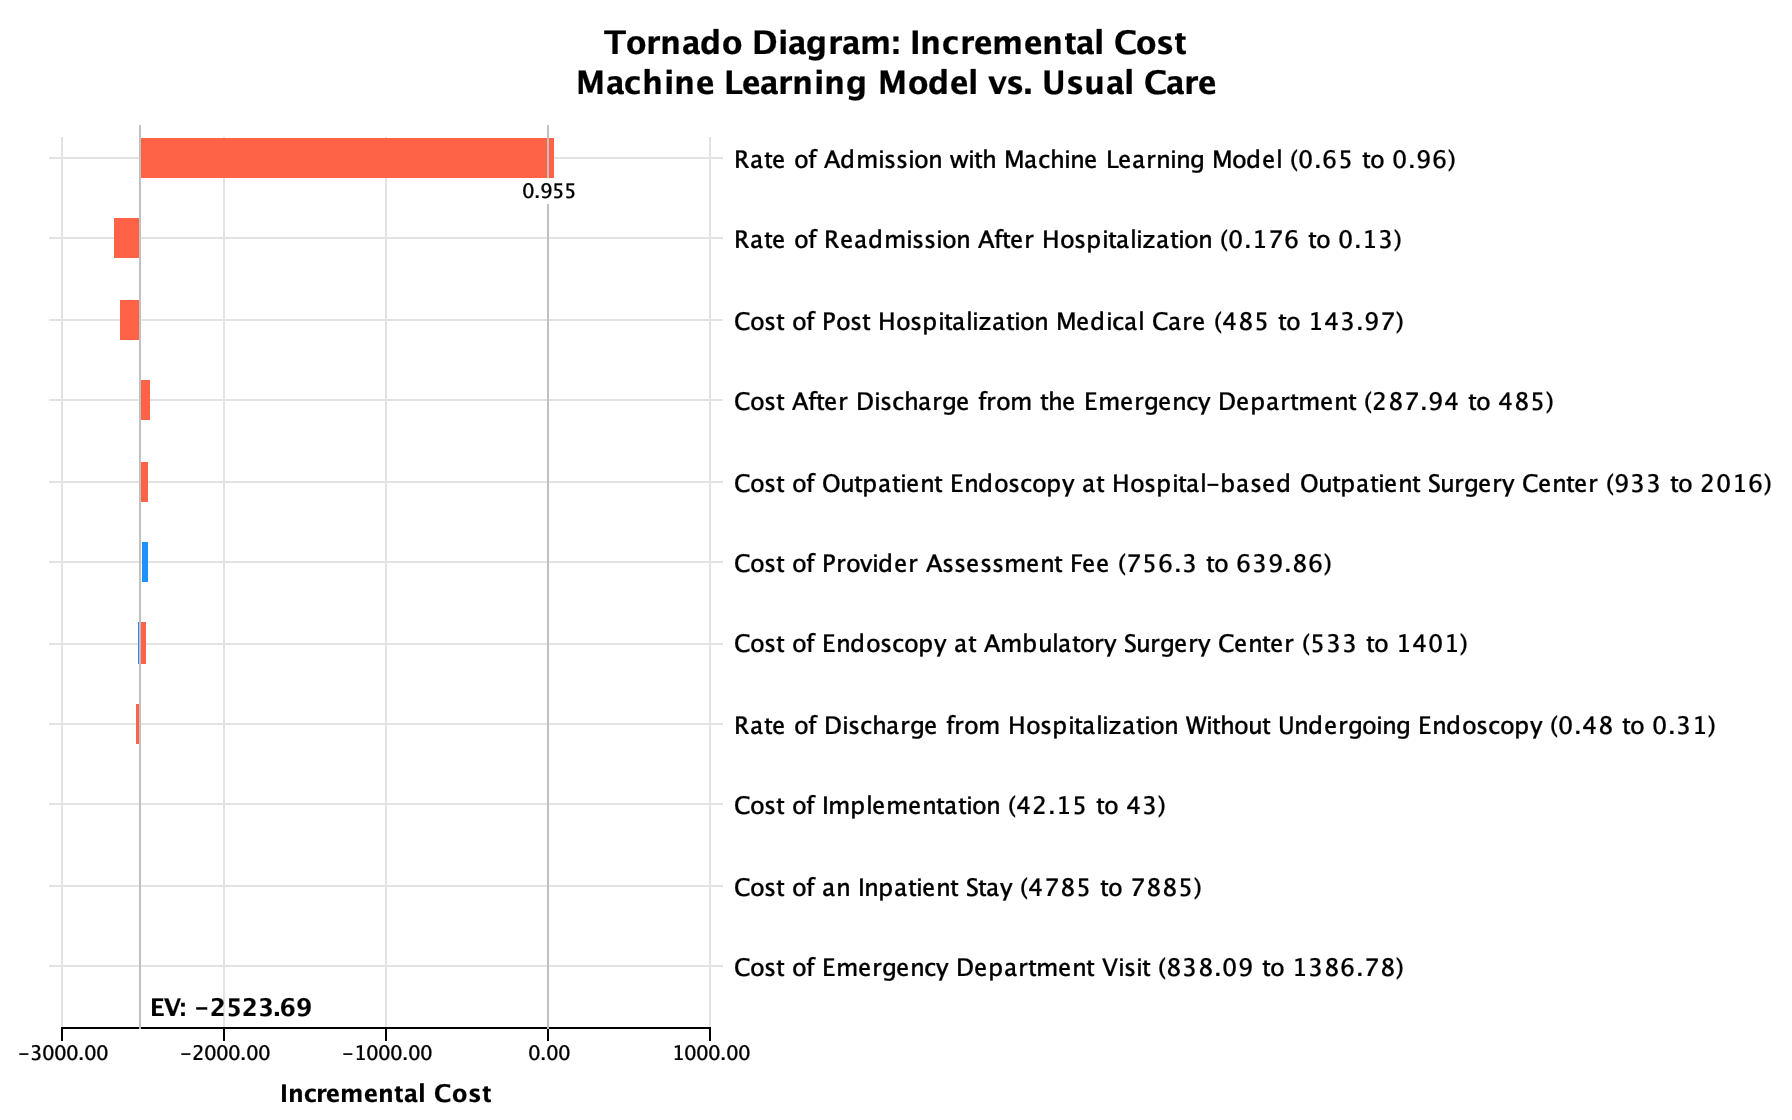 Tornado Diagram: Incremental Cost
Machine Learning Model vs. Usual Care
Rate of Admission with Machine Learning Model (0.65 to 0.96)
0.955
Rate of Readmission After Hospitalization (0.176 to 0.13)
Cost of Post Hospitalization Medical Care (485 to 143.97)
Cost After Discharge from the Emergency Department (287.94 to 485)
Cost of Outpatient Endoscopy at Hospital-based Outpatient Surgery Center (933 to 2016)
Cost of Provider Assessment Fee (756.3 to 639.86)
Cost of Endoscopy at Ambulatory Surgery Center (533 to 1401)
Rate of Discharge from Hospitalization Without Undergoing Endoscopy (0.48 to 0.31)
Cost of Implementation (42.15 to 43)
Cost of an Inpatient Stay (4785 to 7885)
Cost of Emergency Department Visit (838.09 to 1386.78)
EV: -2523.69
-3000.00 -2000.00 -1000.00 0.00 1000.00
Incremental Cost